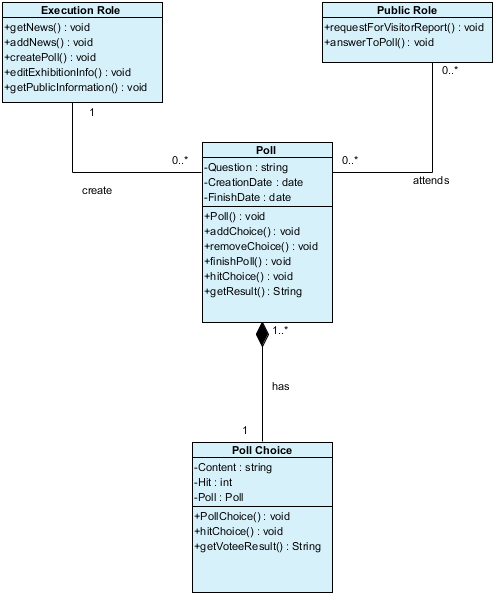 Execution Role
+getNews() : void
+addNews() : void
+createPoll() : void
+editExhibitionInfo() : void
+getPublicInformation() : void
Public Role
+requestForVisitorReport() : void
+answerToPoll() : void
1
0..*
create
0..*
0..*
attends
Poll
-Question : string
-CreationDate : date
-FinishDate : date
+Poll() : void
+addChoice() : void
+removeChoice() : void
+finishPoll() : void
+hitChoice() : void
+getResult() : String
1..*
has
1
Poll Choice
-Content : string
-Hit : int
-Poll : Poll
+PollChoice() : void
+hitChoice() : void
+getVoteeResult() : String